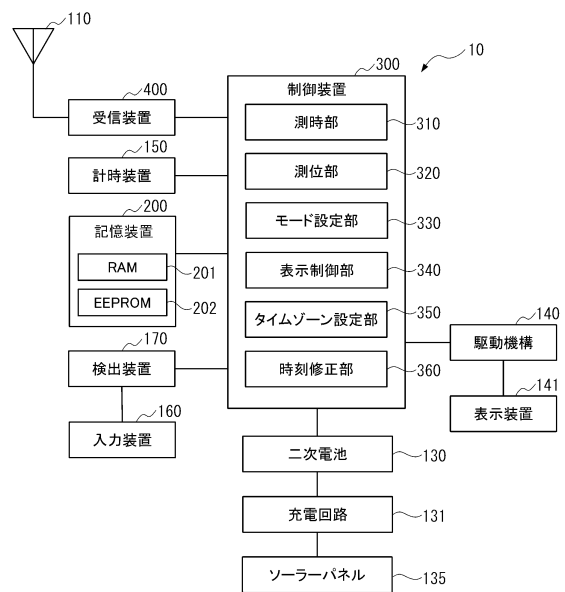 110
10
300
制御装置
400
受信装置
測時部
310
150
計時装置
測位部
320
200
記憶装置
モード設定部
330
RAM
201
表示制御部
340
EEPROM
202
タイムゾーン設定部
350
140
駆動機構
170
検出装置
時刻修正部
360
141
表示装置
160
入力装置
二次電池
130
充電回路
131
ソーラーパネル
135